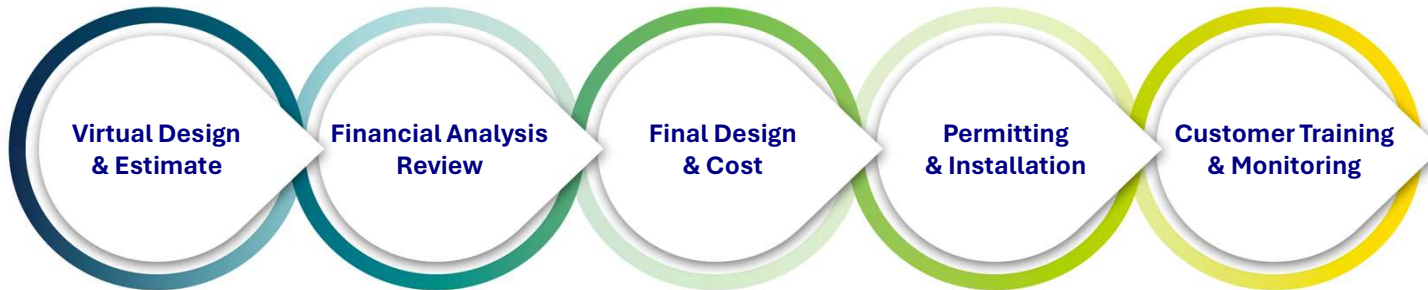 Virtual Design
& Estimate
Financial Analysis
Review
Final Design
& Cost
Permitting
& Installation
Customer Training
& Monitoring